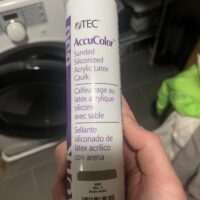 TEC
AccuColor
Sanded
Siliconized
Acrylic Latex
Caulk
Calfeutrage au
latex acrylique
siliconé
avec sable
Sellante
siliconado de
látex acrílico
con arena